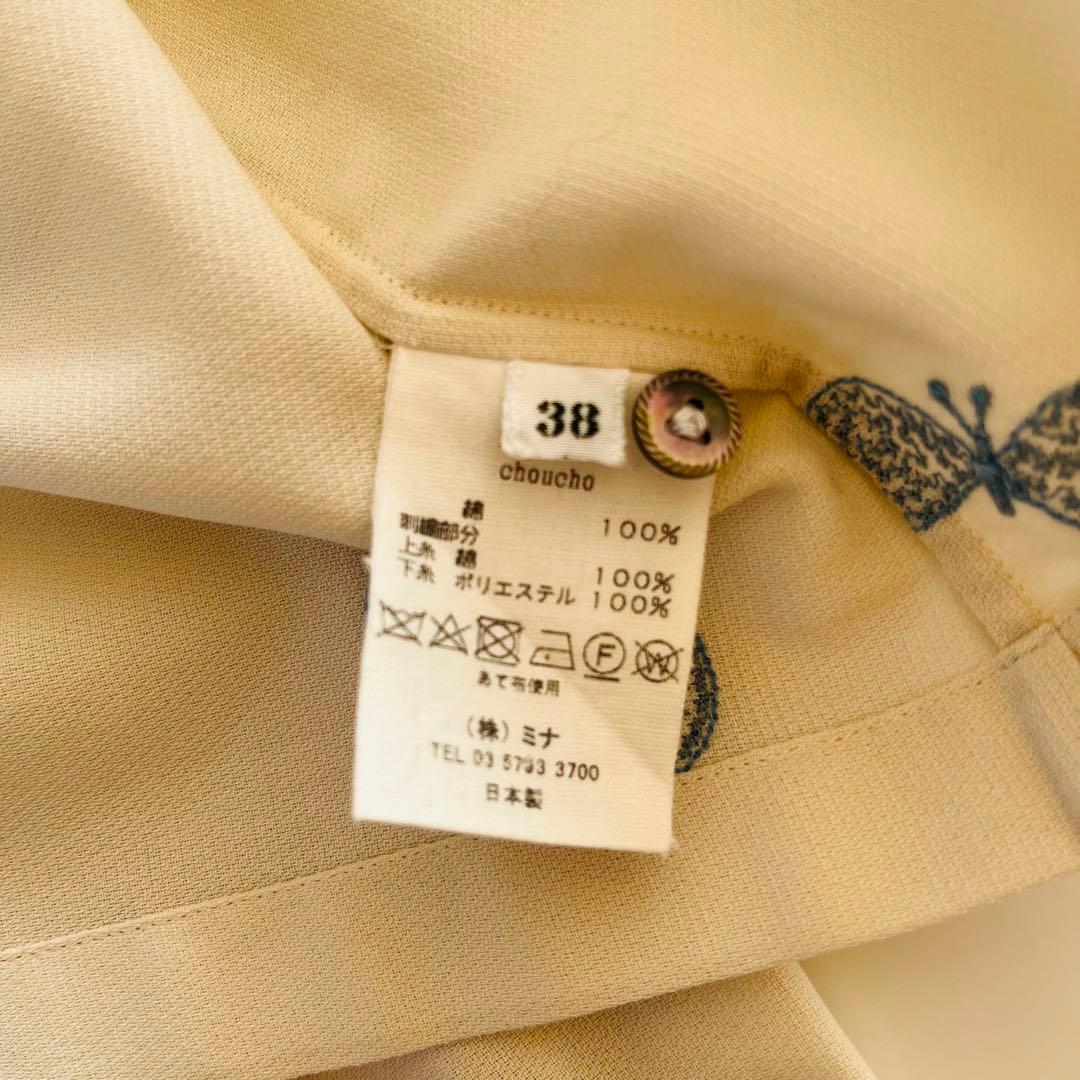 38
choucho
綿 100%
刺繍部分
上糸 綿 100%
下糸 ポリエステル 100%
F W
あて布使用
(株)ミナ
TEL 03 5793 3700
日本製